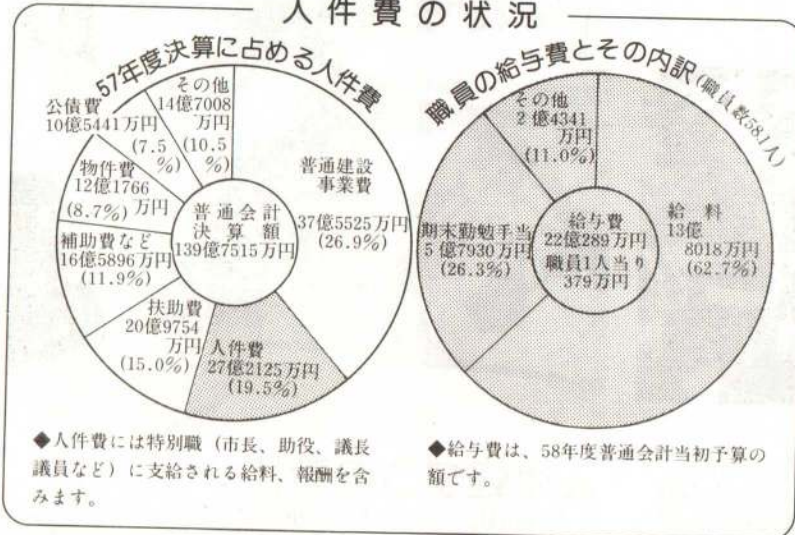 人件費の状況
57年度決算に占める人件費
その他
14億7008
万円
(10.5
%)
公債費
10億5441万円
(7.5
%)
物件費
12億1766
万円
(8.7%)
補助費など
16億5896万円
(11.9%)
扶助費
20億9754
万円
(15.0%)
人件費
27億2125万円
(19.5%)
普通建設
事業費
37億5525万円
(26.9%)
普通会計
決算額
139億7515万円
◆人件費には特別職(市長、助役、議長
議員など)に支給される給料、報酬を含
みます。
職員の給与費とその内訳(職員数581人)
その他
2億4341
万円
(11.0%)
期末勤勉手当
5億7930万円
(26.3%)
給料
13億
8018万円
(62.7%)
給与費
22億289万円
職員1人当り
379万円
◆給与費は、58年度普通会計当初予算の
額です。